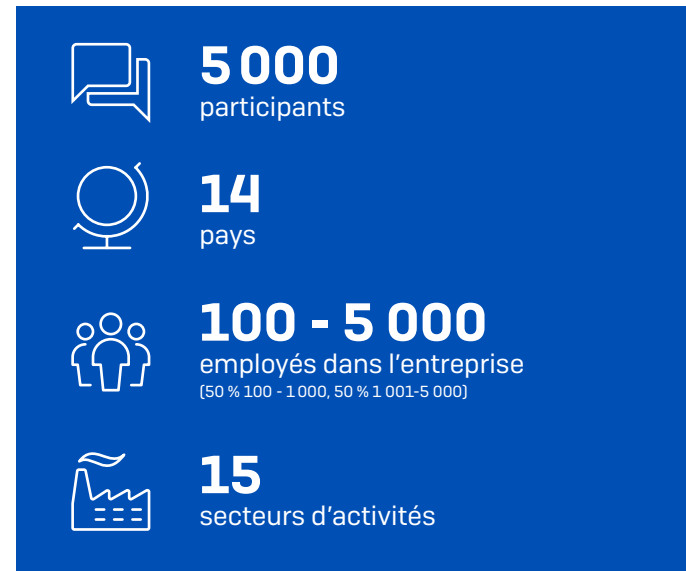 5 000
participants
14
pays
100 - 5 000
employés dans l'entreprise
(50 % 100 - 1 000, 50 % 1 001-5 000)
15
secteurs d'activités